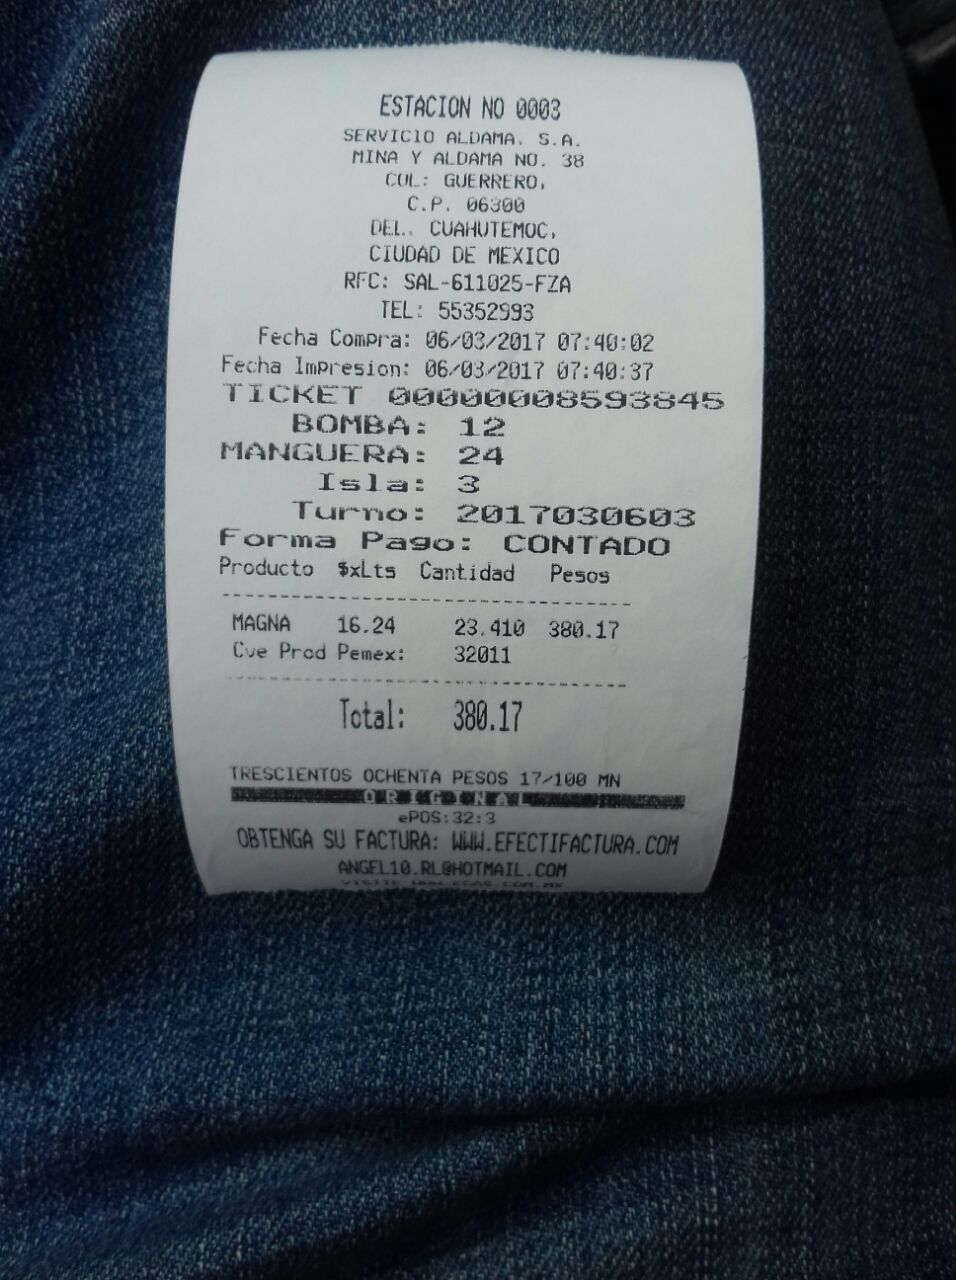 ESTACION NO 0003
SERVICIO ALDAMA, S.A.
MINA Y ALDAMA NO. 38
COL: GUERRERO,
C.P. 06300
DEL. CUAHUTEMOC,
CIUDAD DE MEXICO
RFC: SAL-611025-FZA
TEL: 55352993
Fecha Compra: 06/03/2017 07:40:02
Fecha Impresion: 06/03/2017 07:40:37
TICKET 00000008593845
BOMBA: 12
MANGUERA: 24
Isla: 3
Turno: 2017030603
Forma Pago: CONTADO
Producto $xLts Cantidad Pesos
MAGNA 16.24 23.410 380.17
Cve Prod Pemex: 32011
Total: 380.17
TRESCIENTOS OCHENTA PESOS 17/100 MN
ORIGINAL
ePOS:32:3
OBTENGA SU FACTURA: WWW.EFECTIFACTURA.COM
ANGEL10.RL@HOTMAIL.COM
VISITE